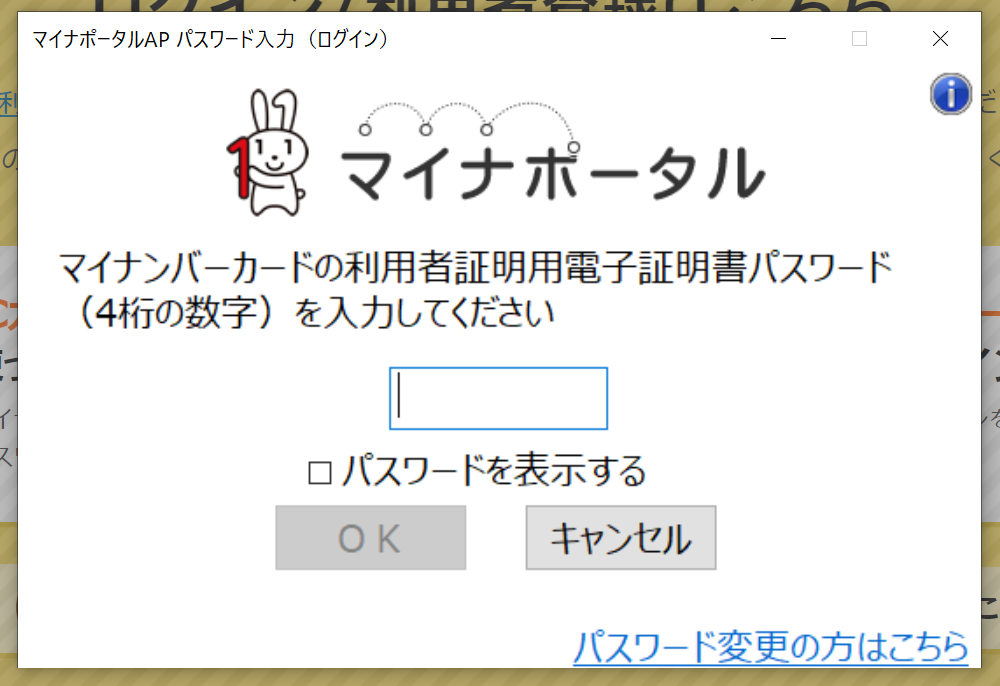 マイナポータルAP パスワード入力（ログイン）
1
マイナポータル
マイナンバーカードの利用者証明用電子証明書パスワード
（4桁の数字）を入力してください
パスワードを表示する
ＯＫ
キャンセル
パスワード変更の方はこちら